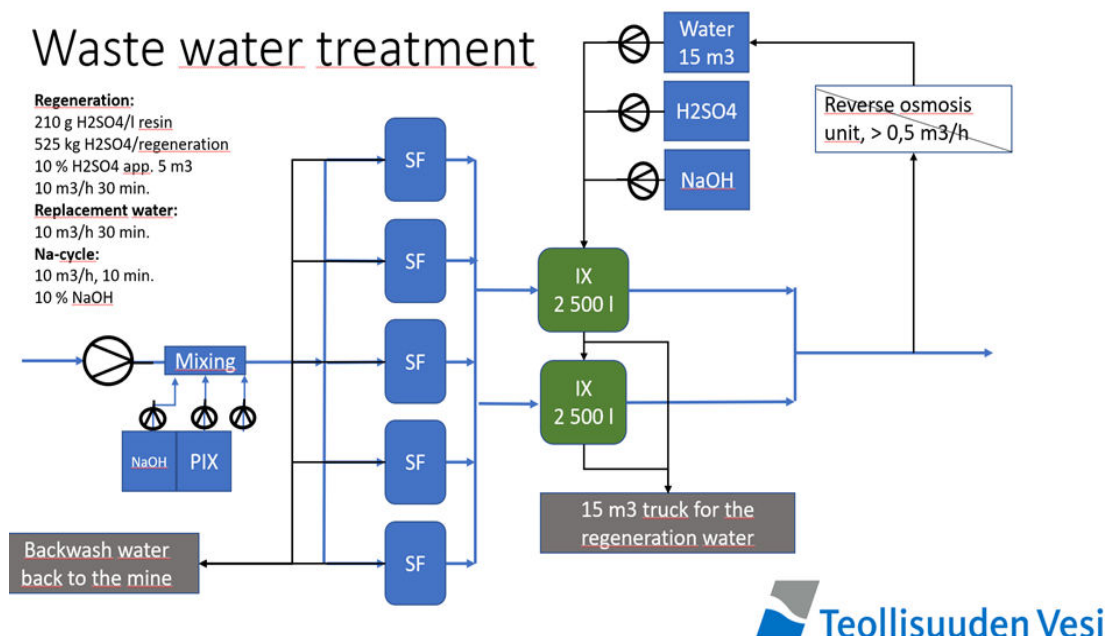 Waste water treatment
Regeneration:
210 g H2SO4/l resin
525 kg H2SO4/regeneration
10 % H2SO4 app. 5 m3
10 m3/h 30 min.
Replacement water:
10 m3/h 30 min.
Na-cycle:
10 m3/h, 10 min.
10 % NaOH
Mixing
NaOH
PIX
Backwash water
back to the mine
SF
SF
SF
SF
SF
Water
15 m3
H2SO4
NaOH
Reverse osmosis
unit, > 0,5 m3/h
IX
2 500 l
IX
2 500 l
15 m3 truck for the
regeneration water
Teollisuuden Vesi